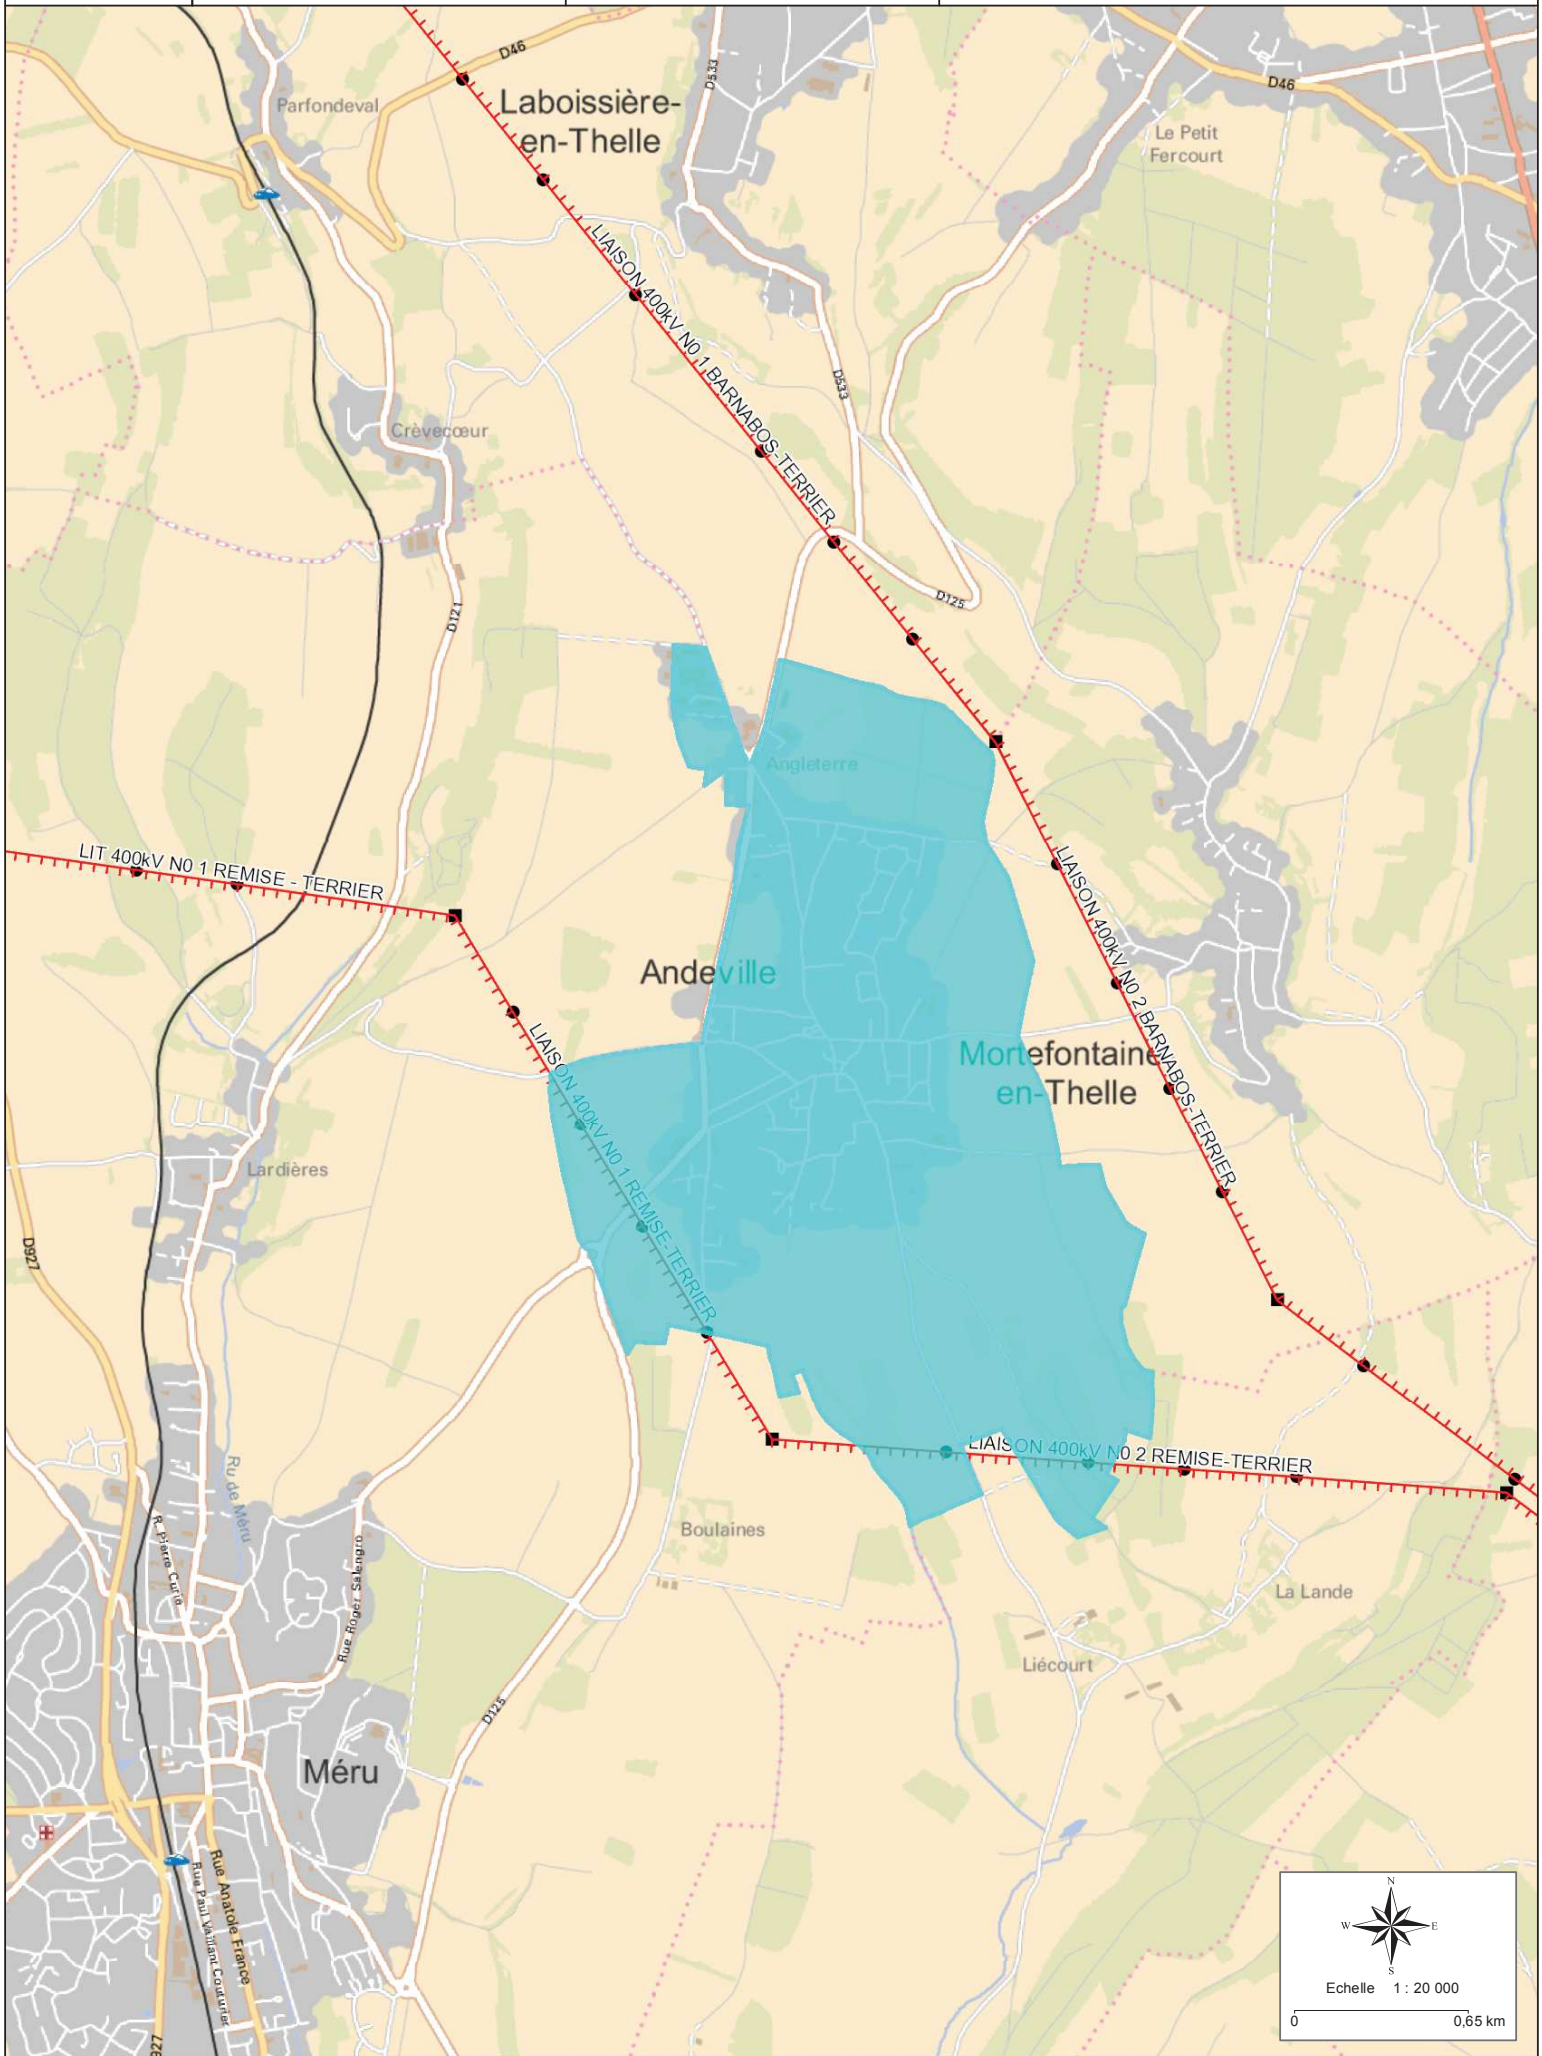 D46
D533
D46
Parfondeval
Laboissière-
en-Thelle
Le Petit
Fercourt
LIAISON 400kV N0 1 BARNABOS-TERRIER
D533
Crèvecœur
D125
D121
Angleterre
LIT 400kV N0 1 REMISE - TERRIER
LIAISON 400kV N0 2 BARNABOS-TERRIER
Andeville
LIAISON 400kV N0 1 REMISE-TERRIER
Mortefontaine
en-Thelle
Lardières
D927
LIAISON 400kV N0 2 REMISE-TERRIER
Ru de Méru
R. Pierre Curie
Rue Roger Salengro
Boulaines
La Lande
Liécourt
D125
Méru
Rue Anatole France
Rue Paul Vaillant Couturier
927
N
W
E
S
Echelle 1 : 20 000
0
0,65 km